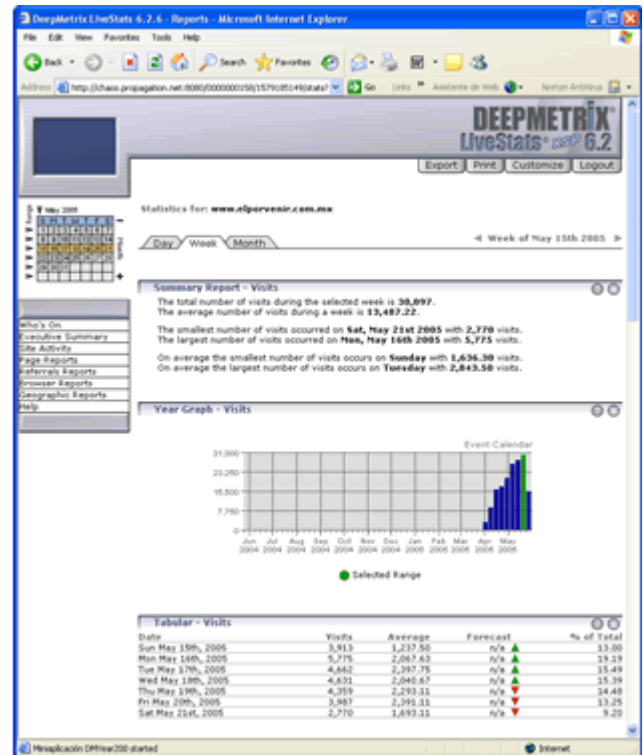 DeepMetrix LiveStats 6.2.6 - Reports - Microsoft Internet Explorer
File Edit View Favorites Tools Help
Back Search Favorites
Address http://chaos.propagation.net:8080/ Go Links » Asistente de Web Norton AntiVirus
DEEPMETRIX
LiveStats XSP 6.2
Export Print Customize Logout
May 2005
Statistics for: www.elporvenir.com.mx
Day Week Month
Week of May 15th 2005
Summary Report - Visits
The total number of visits during the selected week is 30,097.
The average number of visits during a week is 13,487.22.
The smallest number of visits occurred on Sat, May 21st 2005 with 2,770 visits.
The largest number of visits occurred on Mon, May 16th 2005 with 5,775 visits.
On average the smallest number of visits occurs on Sunday with 1,636.30 visits.
On average the largest number of visits occurs on Tuesday with 2,843.50 visits.
Who's On
Executive Summary
Site Activity
Page Reports
Referrals Reports
Browser Reports
Geographic Reports
Help
Year Graph - Visits
Event Calendar
31,000
23,250
15,500
7,750
0
Jun Jul Aug Sep Oct Nov Dec Jan Feb Mar Apr May
2004 2004 2004 2004 2004 2004 2004 2005 2005 2005 2005 2005
Selected Range
Tabular - Visits
Date Visits Average Forecast % of Total
Sun May 15th, 2005 3,913 1,237.50 n/a 13.00
Mon May 16th, 2005 5,775 2,067.63 n/a 19.19
Tue May 17th, 2005 4,662 2,397.75 n/a 15.49
Wed May 18th, 2005 4,631 2,040.67 n/a 15.39
Thu May 19th, 2005 4,359 2,293.11 n/a 14.48
Fri May 20th, 2005 3,987 2,391.11 n/a 13.25
Sat May 21st, 2005 2,770 1,693.11 n/a 9.20
Miniaplicación DMYear200 started Internet